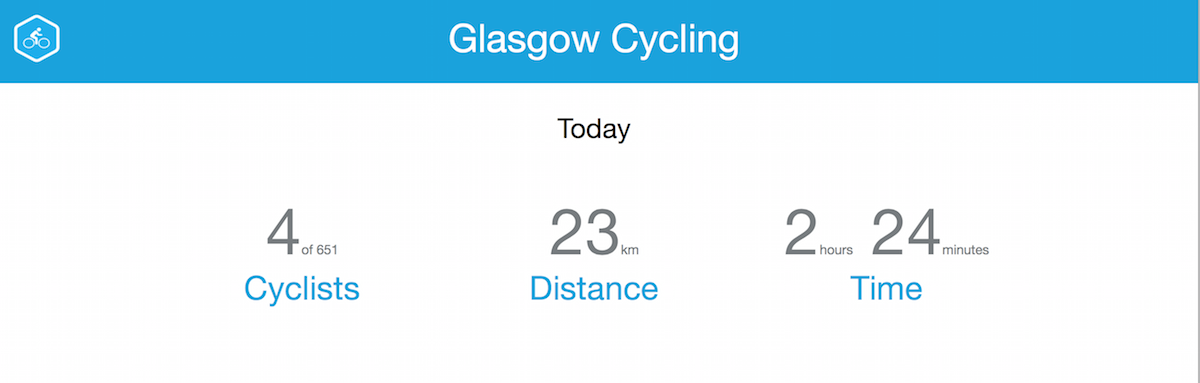 Glasgow Cycling
Today
4 of 651
Cyclists
23 km
Distance
2 hours 24 minutes
Time